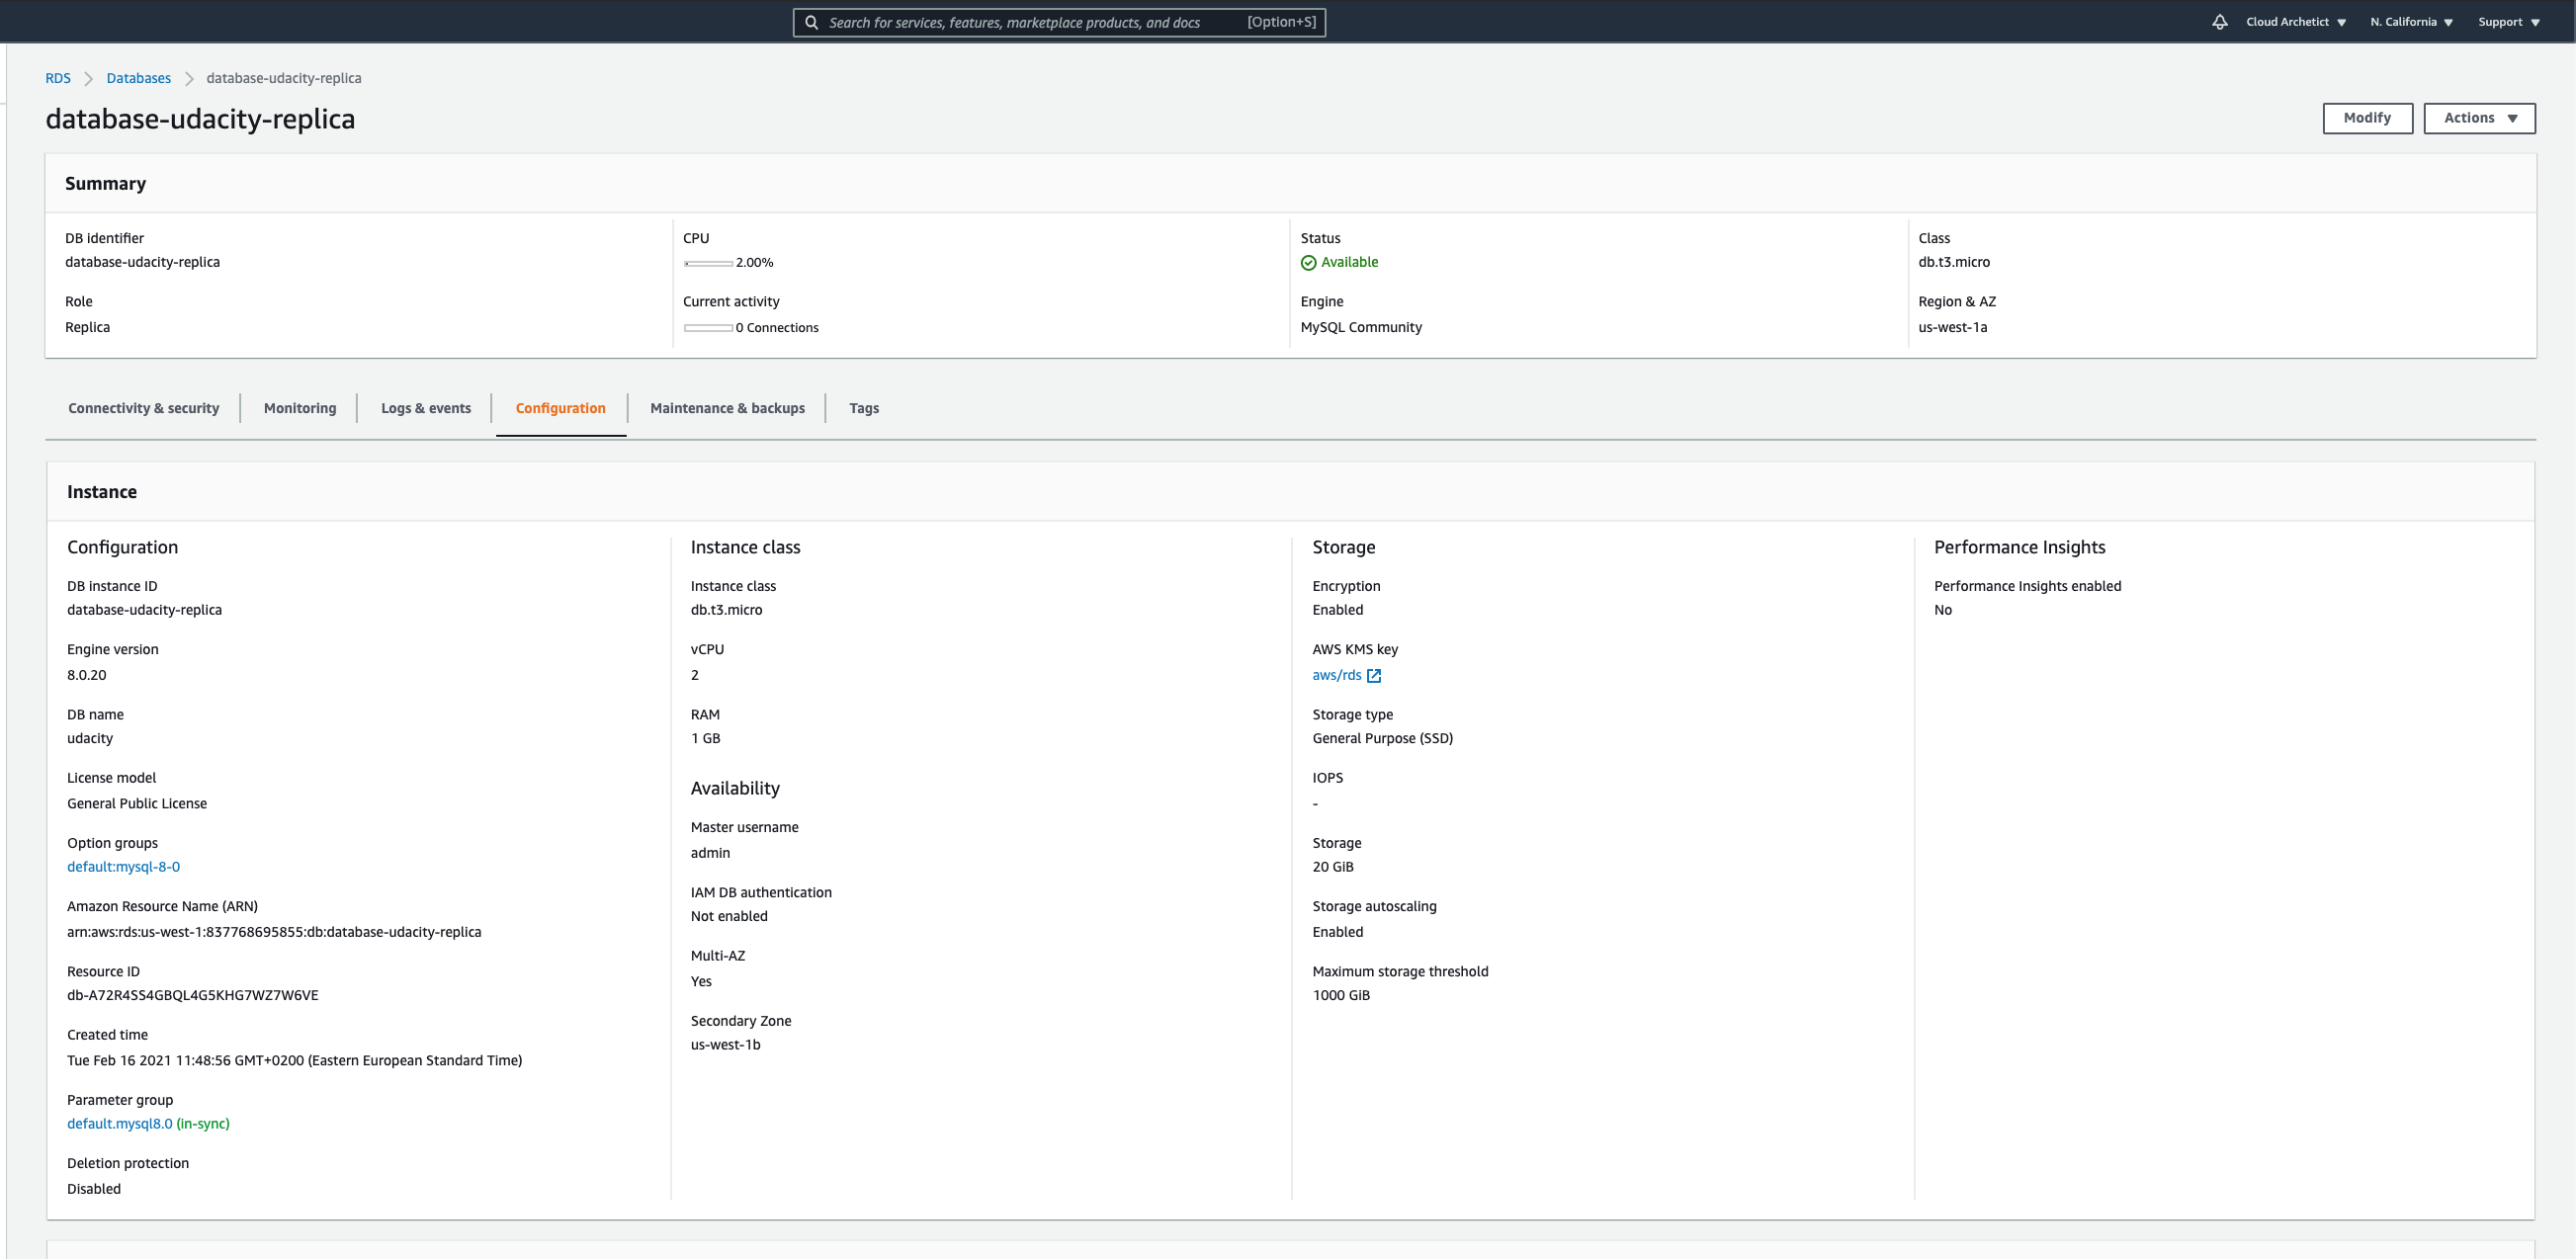 Search for services, features, marketplace products, and docs [Option+S]
Cloud Archetict
N. California
Support
RDS
Databases
database-udacity-replica
database-udacity-replica
Modify
Actions
Summary
DB identifier
database-udacity-replica
CPU
2.00%
Status
Available
Class
db.t3.micro
Role
Replica
Current activity
0 Connections
Engine
MySQL Community
Region & AZ
us-west-1a
Connectivity & security
Monitoring
Logs & events
Configuration
Maintenance & backups
Tags
Instance
Configuration
DB instance ID
database-udacity-replica
Engine version
8.0.20
DB name
udacity
License model
General Public License
Option groups
default:mysql-8-0
Amazon Resource Name (ARN)
arn:aws:rds:us-west-1:837768695855:db:database-udacity-replica
Resource ID
db-A72R4SS4GBQL4G5KHG7WZ7W6VE
Created time
Tue Feb 16 2021 11:48:56 GMT+0200 (Eastern European Standard Time)
Parameter group
default.mysql8.0 (in-sync)
Deletion protection
Disabled
Instance class
Instance class
db.t3.micro
vCPU
2
RAM
1 GB
Availability
Master username
admin
IAM DB authentication
Not enabled
Multi-AZ
Yes
Secondary Zone
us-west-1b
Storage
Encryption
Enabled
AWS KMS key
aws/rds
Storage type
General Purpose (SSD)
IOPS
-
Storage
20 GiB
Storage autoscaling
Enabled
Maximum storage threshold
1000 GiB
Performance Insights
Performance Insights enabled
No